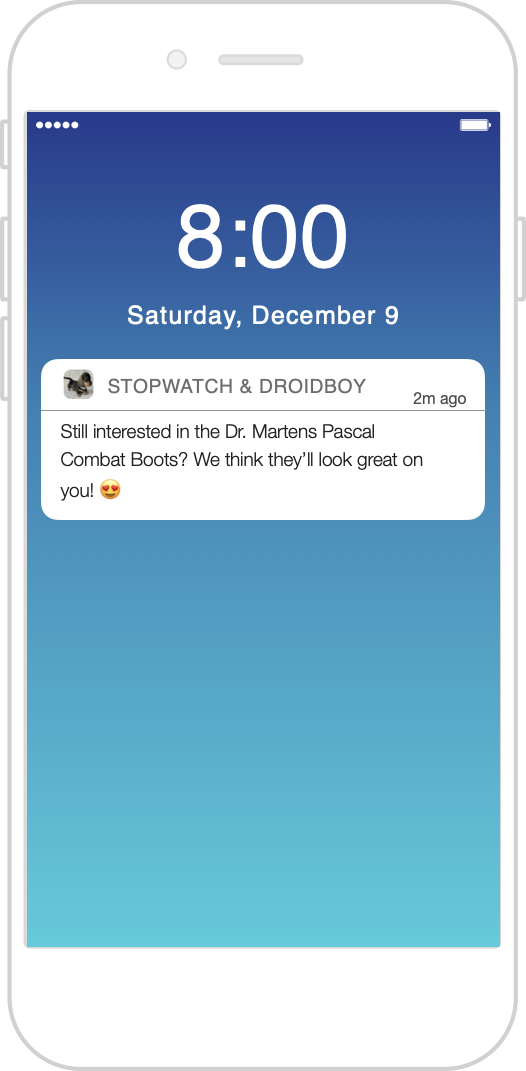 8:00
Saturday, December 9
STOPWATCH & DROIDBOY
2m ago
Still interested in the Dr. Martens Pascal
Combat Boots? We think they’ll look great on
you! 😍